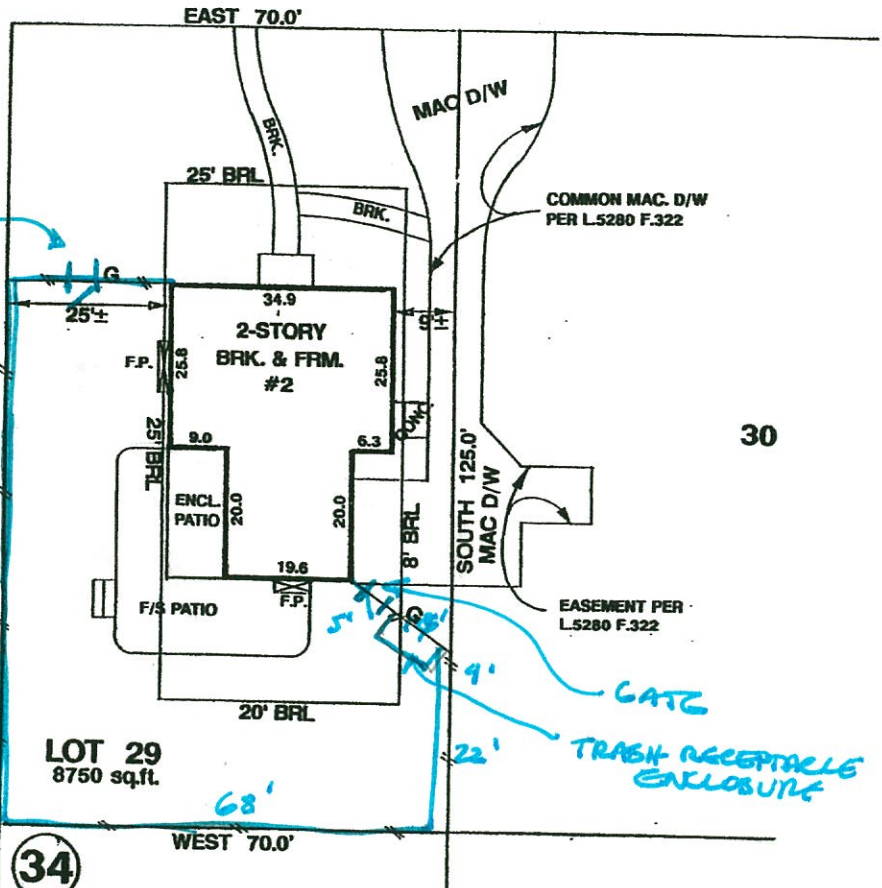 EAST 70.0'
MAC D/W
BRK.
25' BRL
BRK.
COMMON MAC. D/W
PER L.5280 F.322
G
25'±
34.9
9'±
2-STORY
BRK. & FRM.
#2
F.P.
25.8
25.8
25' BRL
9.0
6.3
30
ENCL.
PATIO
20.0
20.0
8' BRL
SOUTH 125.0'
MAC D/W
19.6
F.P.
F/S PATIO
G
5'
EASEMENT PER
L.5280 F.322
9'
GATE
20' BRL
22'
TRASH RECEPTACLE
ENCLOSURE
LOT 29
8750 sq.ft.
68'
WEST 70.0'
34